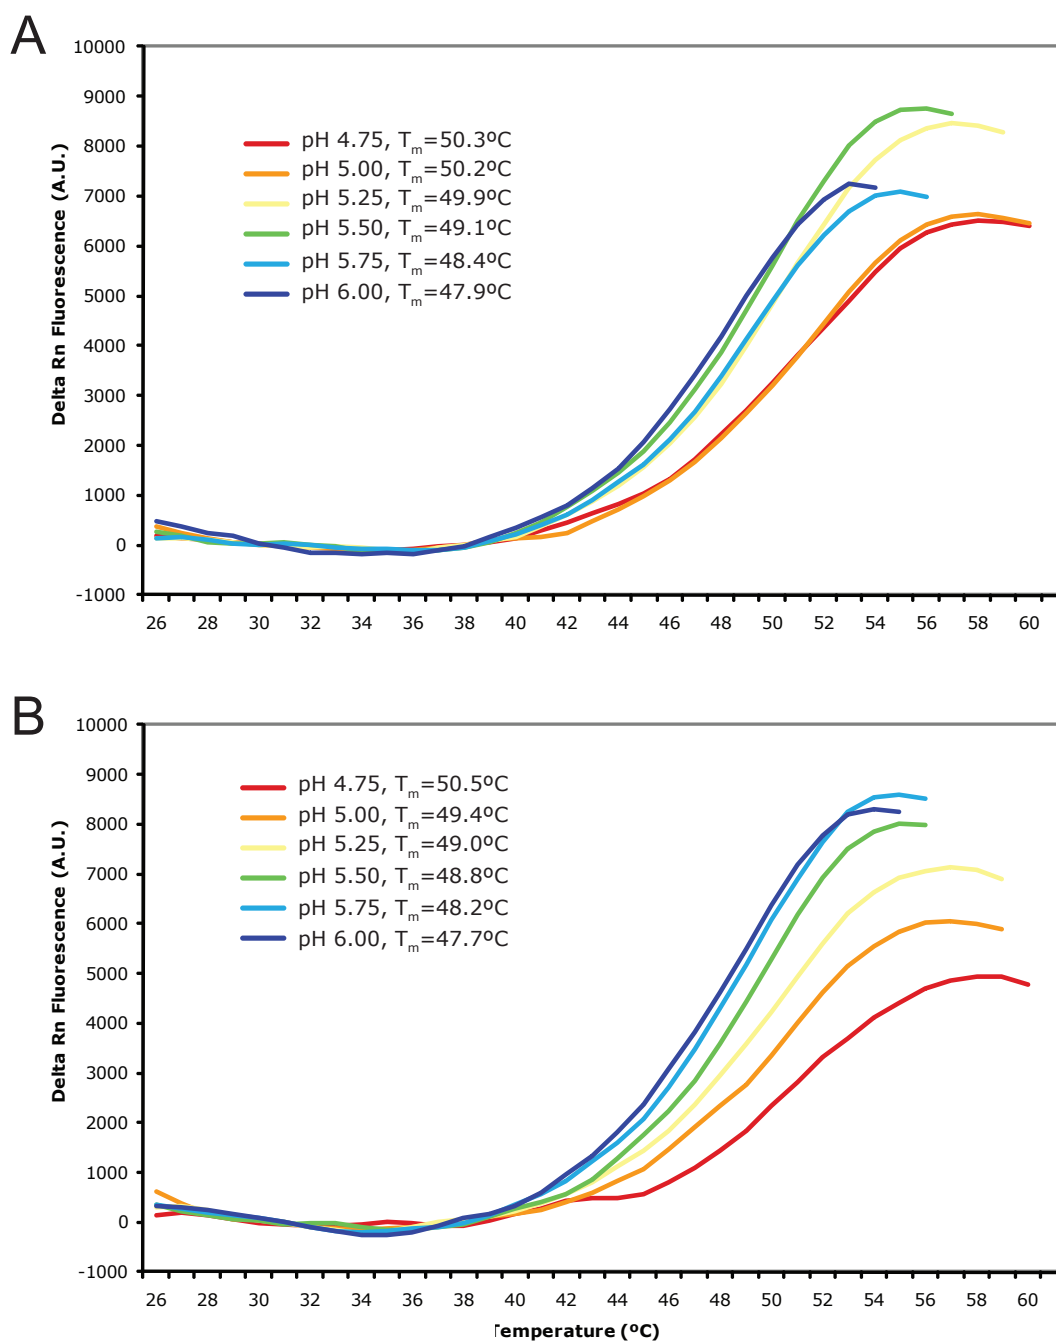 A
10000
9000
8000
7000
6000
5000
4000
3000
2000
1000
0
-1000
Delta Rn Fluorescence (A.U.)
pH 4.75, Tm=50.3ºC
pH 5.00, Tm=50.2ºC
pH 5.25, Tm=49.9ºC
pH 5.50, Tm=49.1ºC
pH 5.75, Tm=48.4ºC
pH 6.00, Tm=47.9ºC
26 28 30 32 34 36 38 40 42 44 46 48 50 52 54 56 58 60
B
10000
9000
8000
7000
6000
5000
4000
3000
2000
1000
0
-1000
Delta Rn Fluorescence (A.U.)
pH 4.75, Tm=50.5ºC
pH 5.00, Tm=49.4ºC
pH 5.25, Tm=49.0ºC
pH 5.50, Tm=48.8ºC
pH 5.75, Tm=48.2ºC
pH 6.00, Tm=47.7ºC
26 28 30 32 34 36 38 40 42 44 46 48 50 52 54 56 58 60
Temperature (ºC)